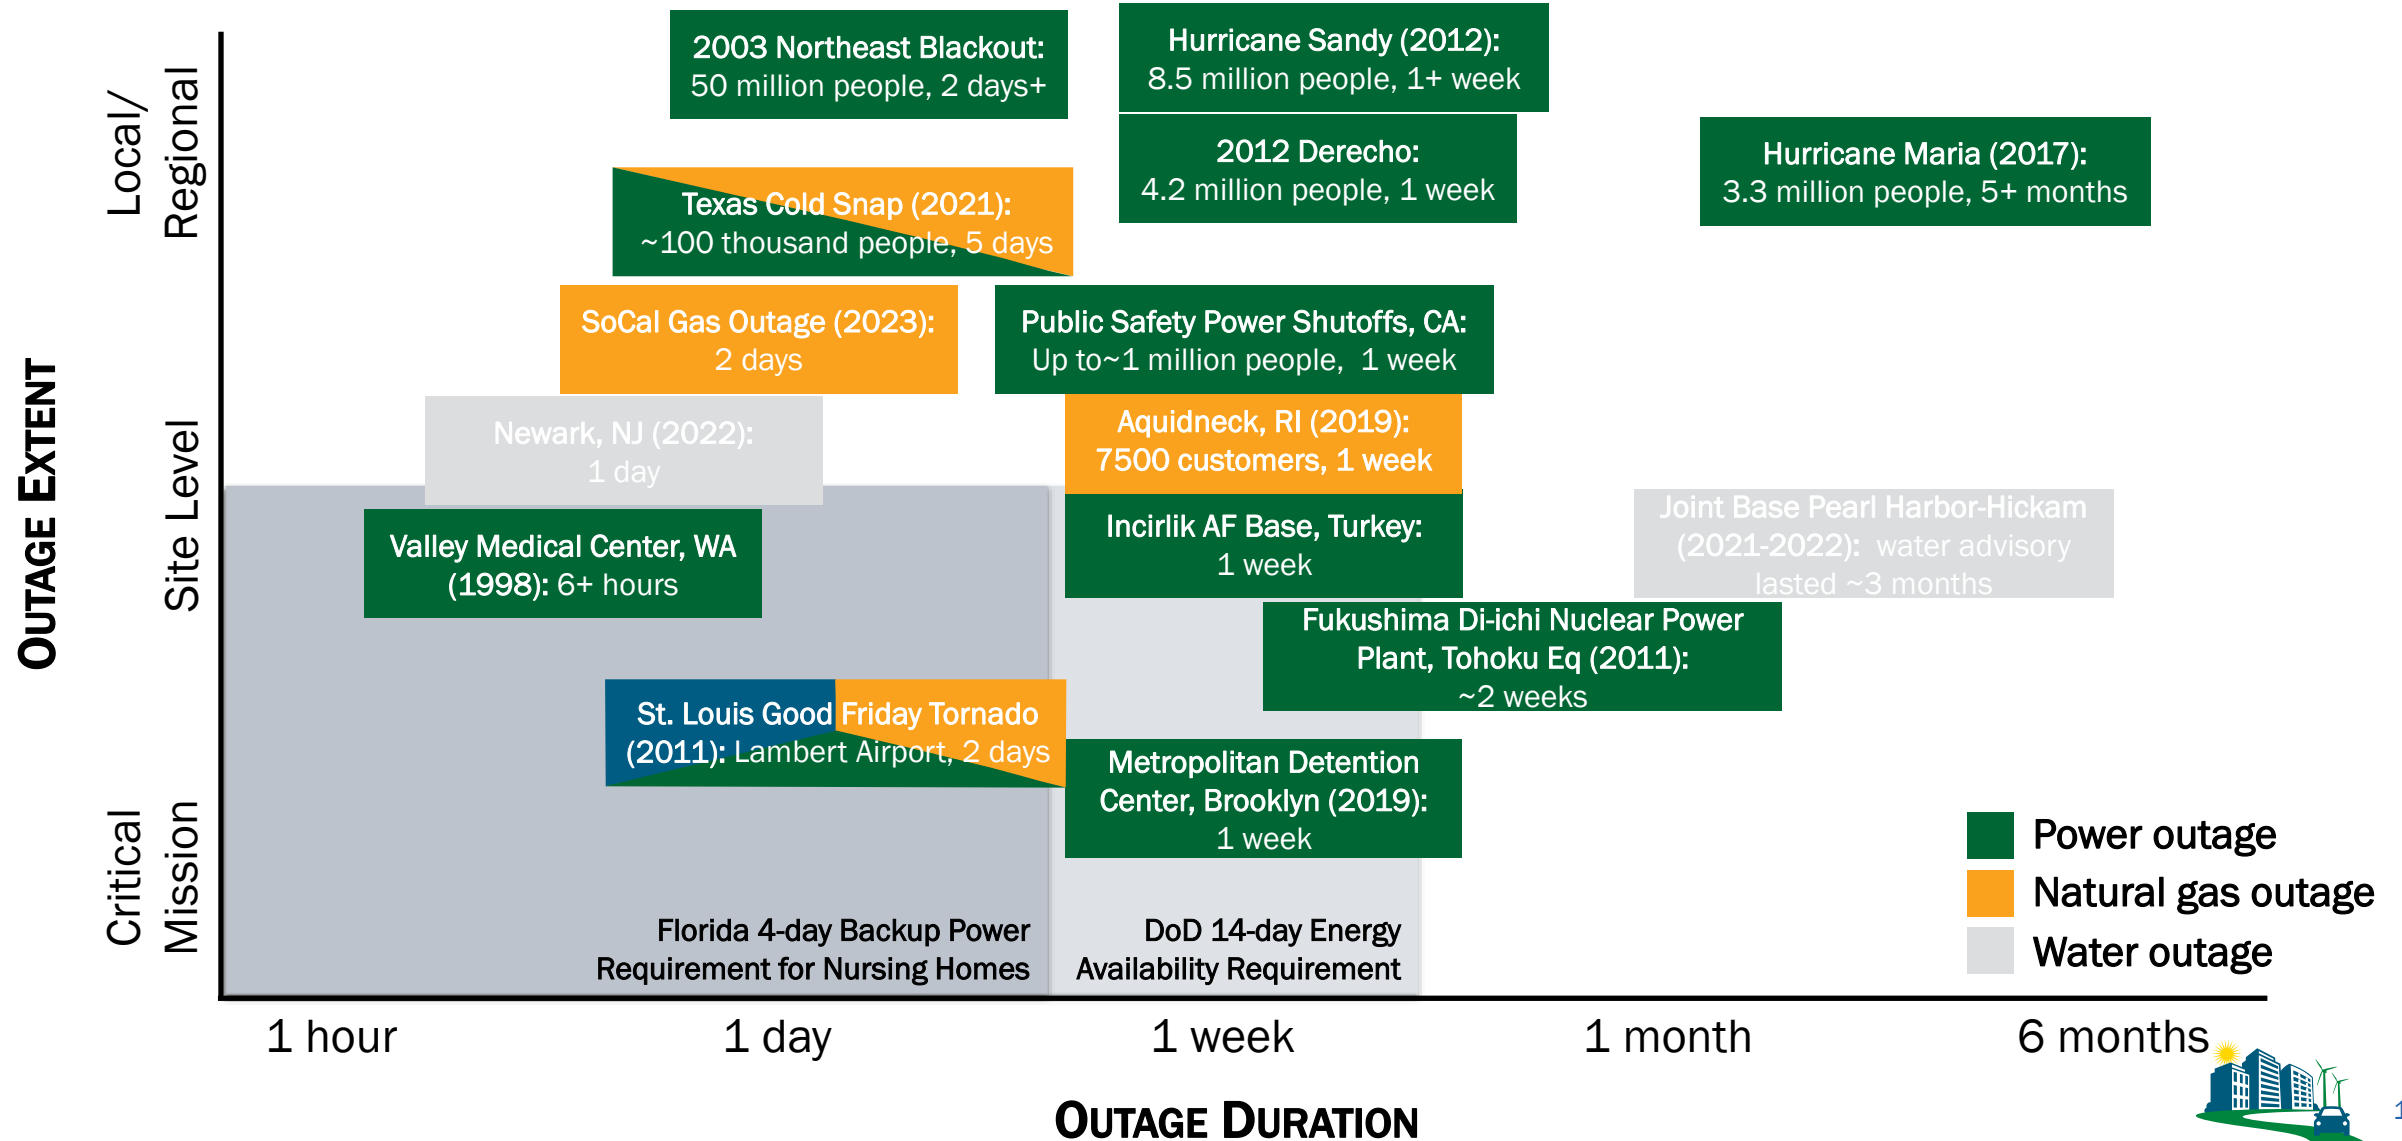 2003 Northeast Blackout:
50 million people, 2 days+
Hurricane Sandy (2012):
8.5 million people, 1+ week
2012 Derecho:
4.2 million people, 1 week
Hurricane Maria (2017):
3.3 million people, 5+ months
Texas Cold Snap (2021):
~100 thousand people, 5 days
SoCal Gas Outage (2023):
2 days
Public Safety Power Shutoffs, CA:
Up to~1 million people, 1 week
Newark, NJ (2022):
1 day
Aquidneck, RI (2019):
7500 customers, 1 week
Valley Medical Center, WA
(1998): 6+ hours
Incirlik AF Base, Turkey:
1 week
Joint Base Pearl Harbor-Hickam
(2021-2022): water advisory
lasted ~3 months
Fukushima Di-ichi Nuclear Power
Plant, Tohoku Eq (2011):
~2 weeks
St. Louis Good Friday Tornado
(2011): Lambert Airport, 2 days
Metropolitan Detention
Center, Brooklyn (2019):
1 week
Florida 4-day Backup Power
Requirement for Nursing Homes
DoD 14-day Energy
Availability Requirement
Local/
Regional
Site Level
Critical
Mission
OUTAGE EXTENT
Power outage
Natural gas outage
Water outage
1 hour
1 day
1 week
1 month
6 months
OUTAGE DURATION